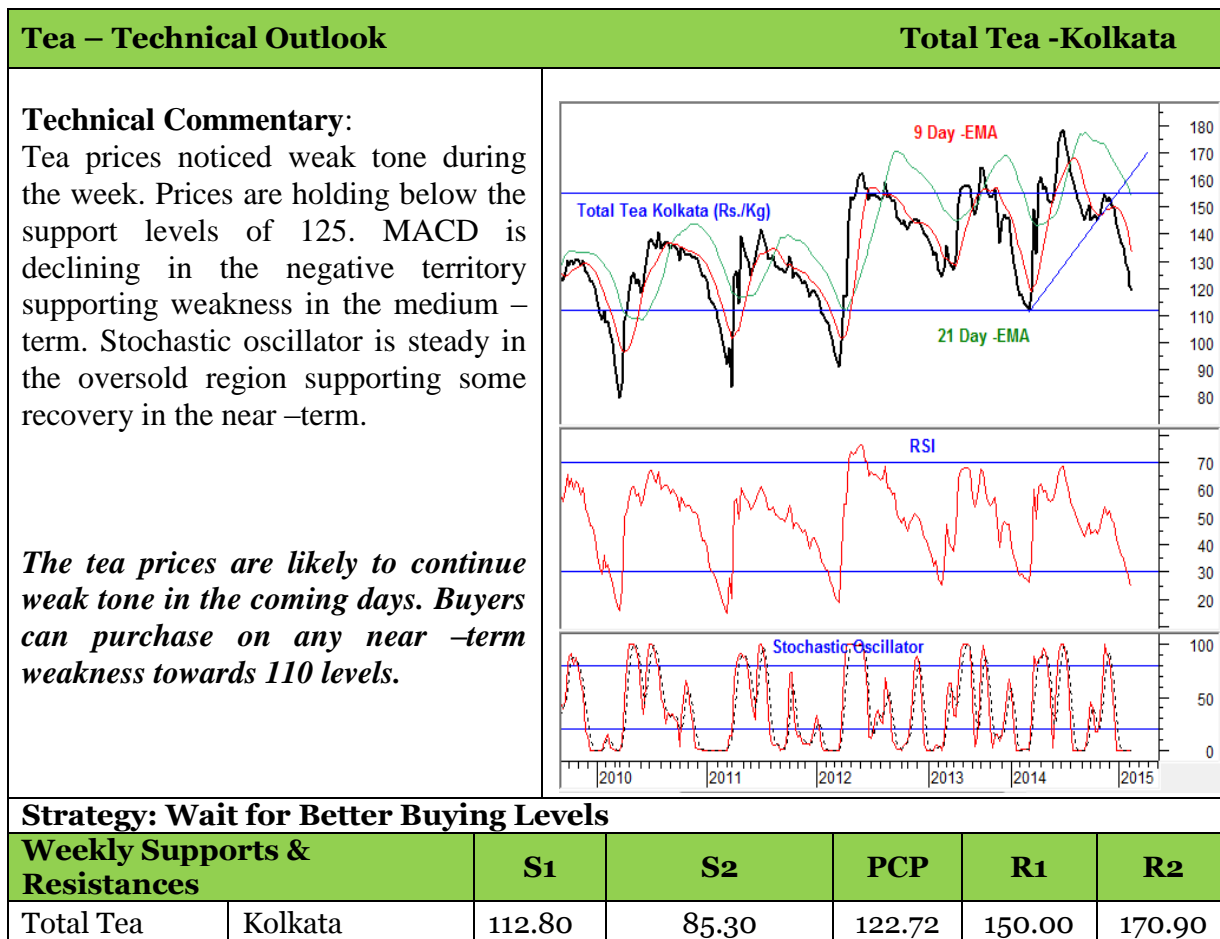 Tea – Technical Outlook Total Tea -Kolkata
Technical Commentary:
Tea prices noticed weak tone during
the week. Prices are holding below the
support levels of 125. MACD is
declining in the negative territory
supporting weakness in the medium –
term. Stochastic oscillator is steady in
the oversold region supporting some
recovery in the near –term.
The tea prices are likely to continue
weak tone in the coming days. Buyers
can purchase on any near –term
weakness towards 110 levels.
9 Day -EMA
Total Tea Kolkata (Rs./Kg)
21 Day -EMA
180
170
160
150
140
130
120
110
100
90
80
RSI
70
60
50
40
30
20
Stochastic Oscillator
100
50
0
2010 2011 2012 2013 2014 2015
Strategy: Wait for Better Buying Levels
Weekly Supports &
Resistances
S1 S2 PCP R1 R2
Total Tea Kolkata 112.80 85.30 122.72 150.00 170.90